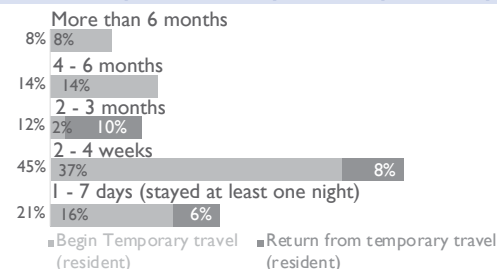 More than 6 months
8% 8%
4 - 6 months
14% 14%
2 - 3 months
12% 2% 10%
2 - 4 weeks
45% 37% 8%
1 - 7 days (stayed at least one night)
21% 16% 6%
Begin Temporary travel (resident)
Return from temporary travel (resident)